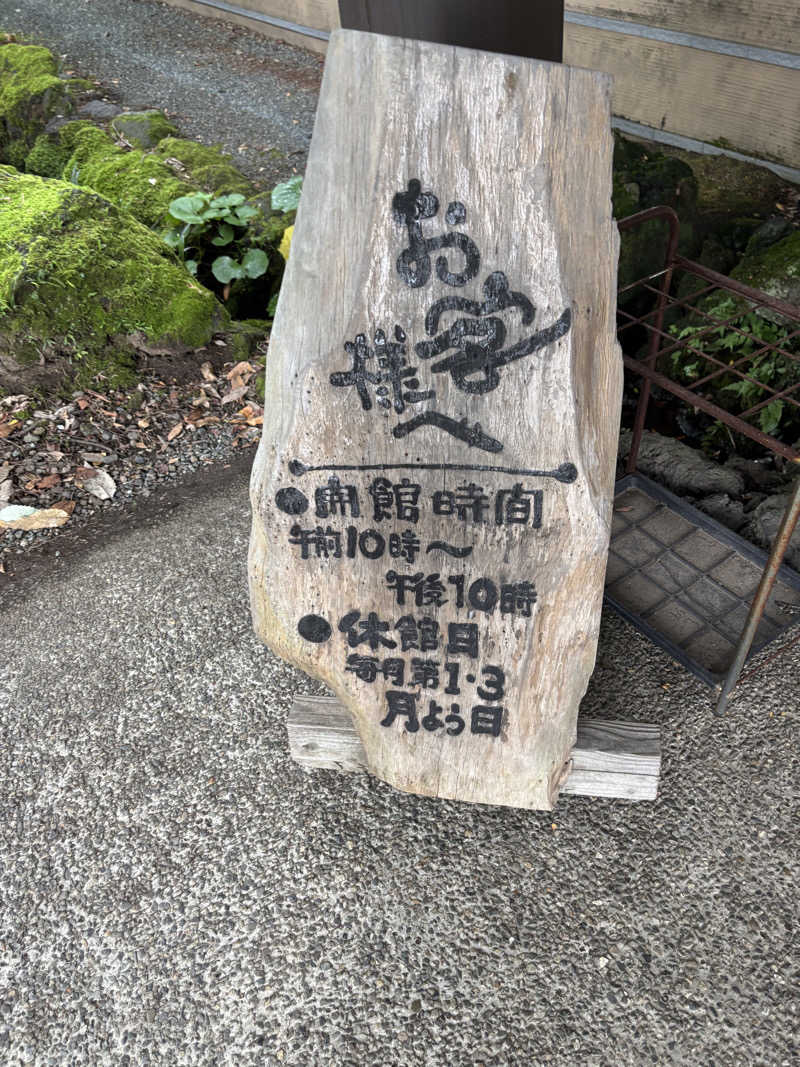 お客
様へ
●開館時間
午前10時〜
午後10時
●休館日
毎月第1・3
月よう日